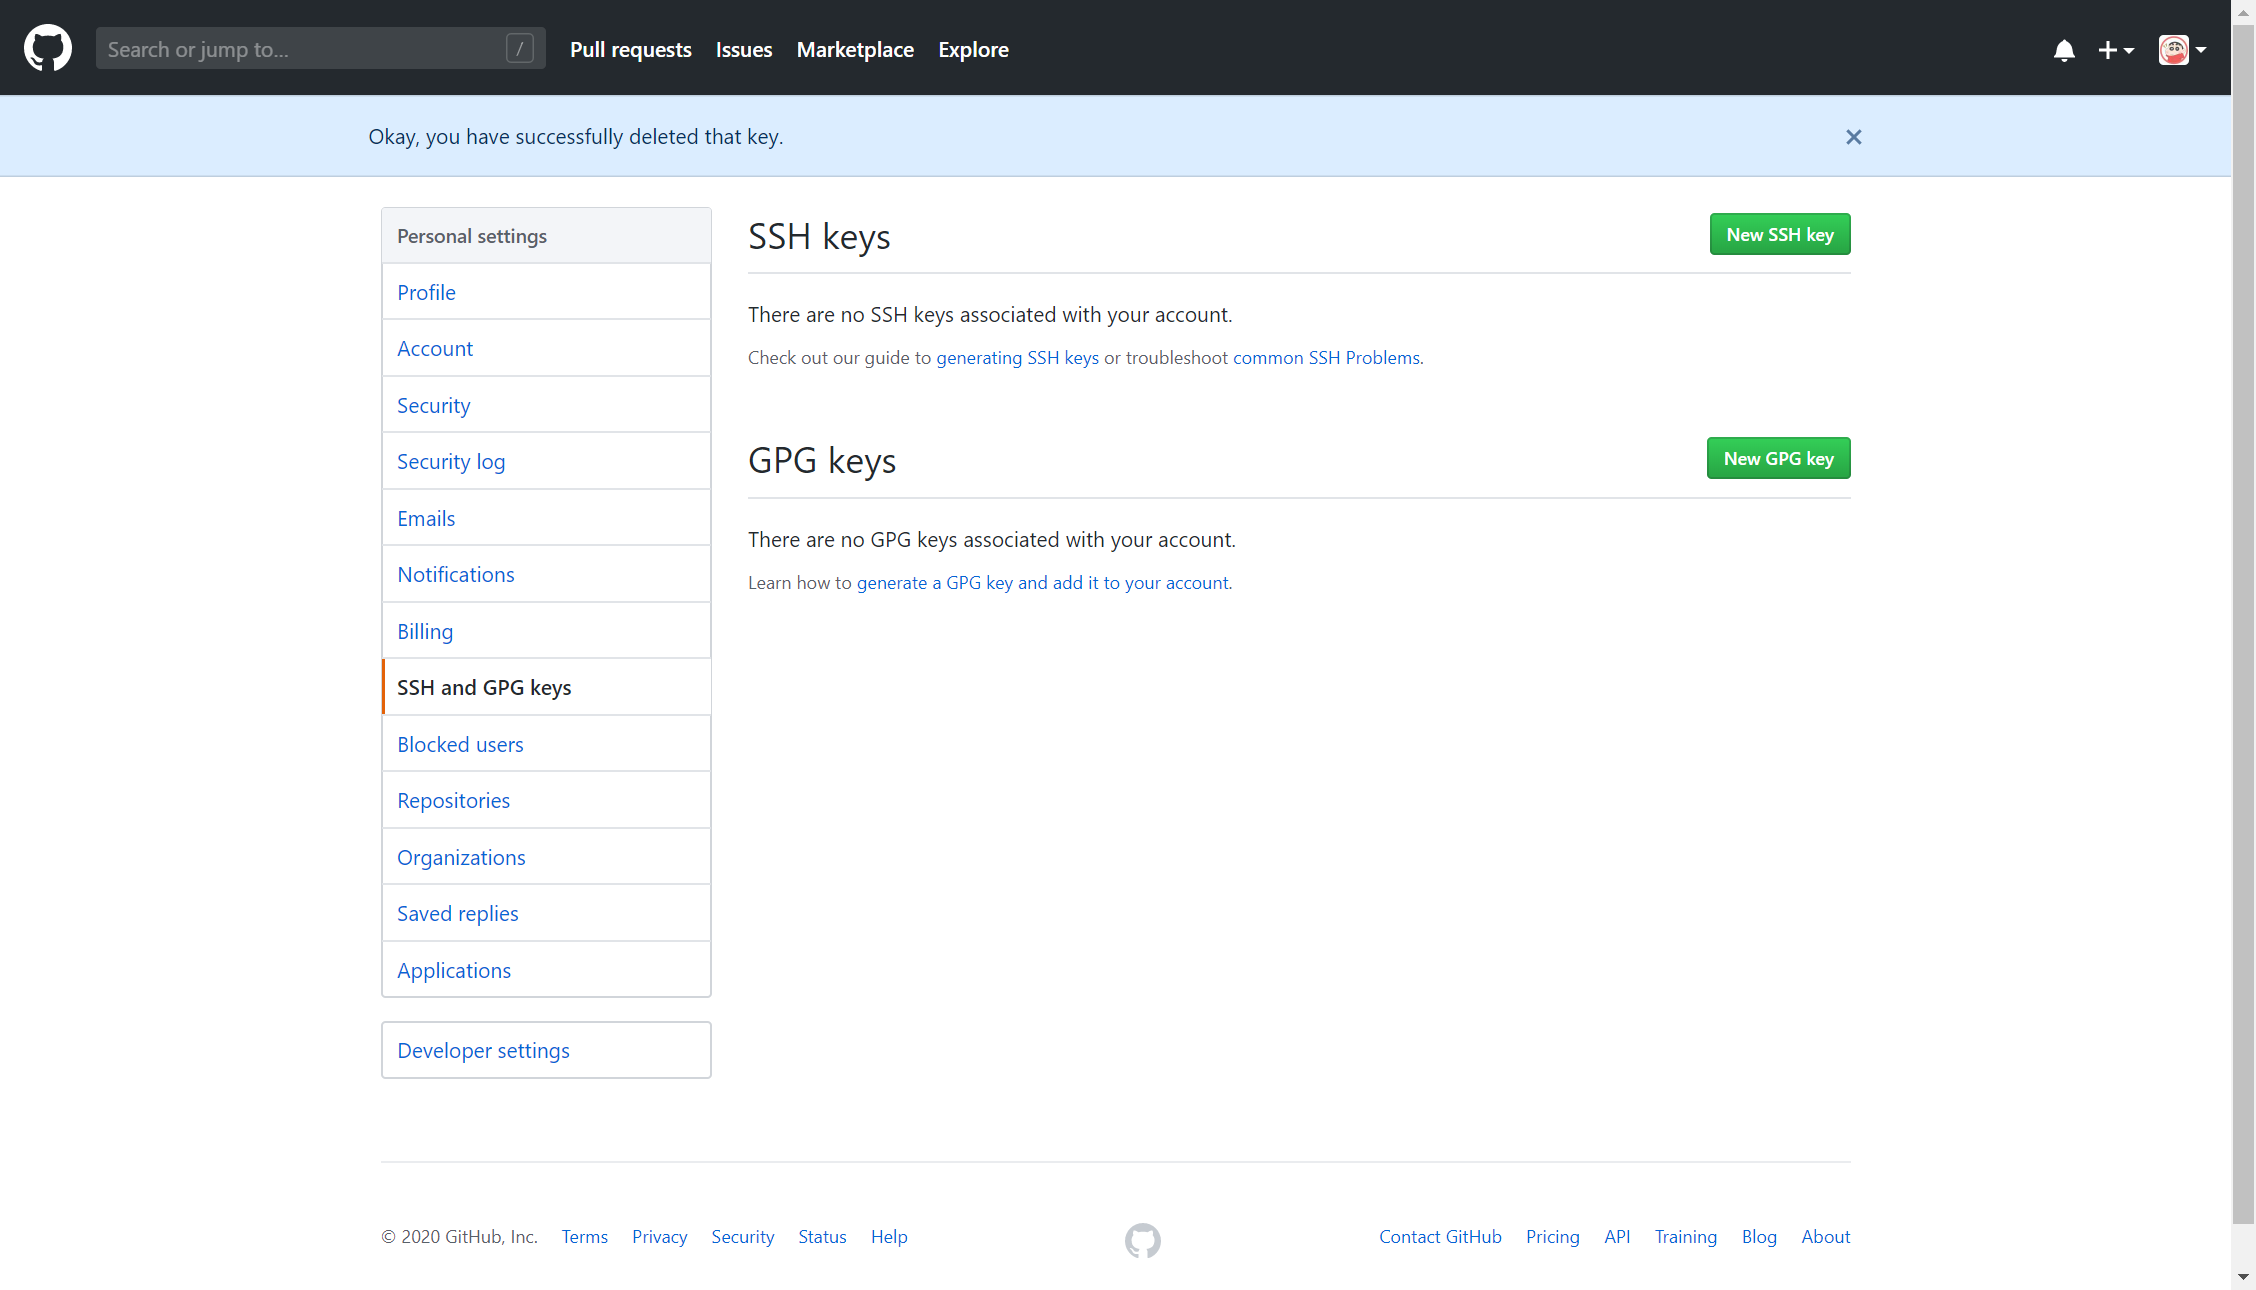 Search or jump to...
/
Pull requests
Issues
Marketplace
Explore
Okay, you have successfully deleted that key.
Personal settings
Profile
Account
Security
Security log
Emails
Notifications
Billing
SSH and GPG keys
Blocked users
Repositories
Organizations
Saved replies
Applications
Developer settings
SSH keys
New SSH key
There are no SSH keys associated with your account.
Check out our guide to generating SSH keys or troubleshoot common SSH Problems.
GPG keys
New GPG key
There are no GPG keys associated with your account.
Learn how to generate a GPG key and add it to your account.
© 2020 GitHub, Inc.
Terms
Privacy
Security
Status
Help
Contact GitHub
Pricing
API
Training
Blog
About